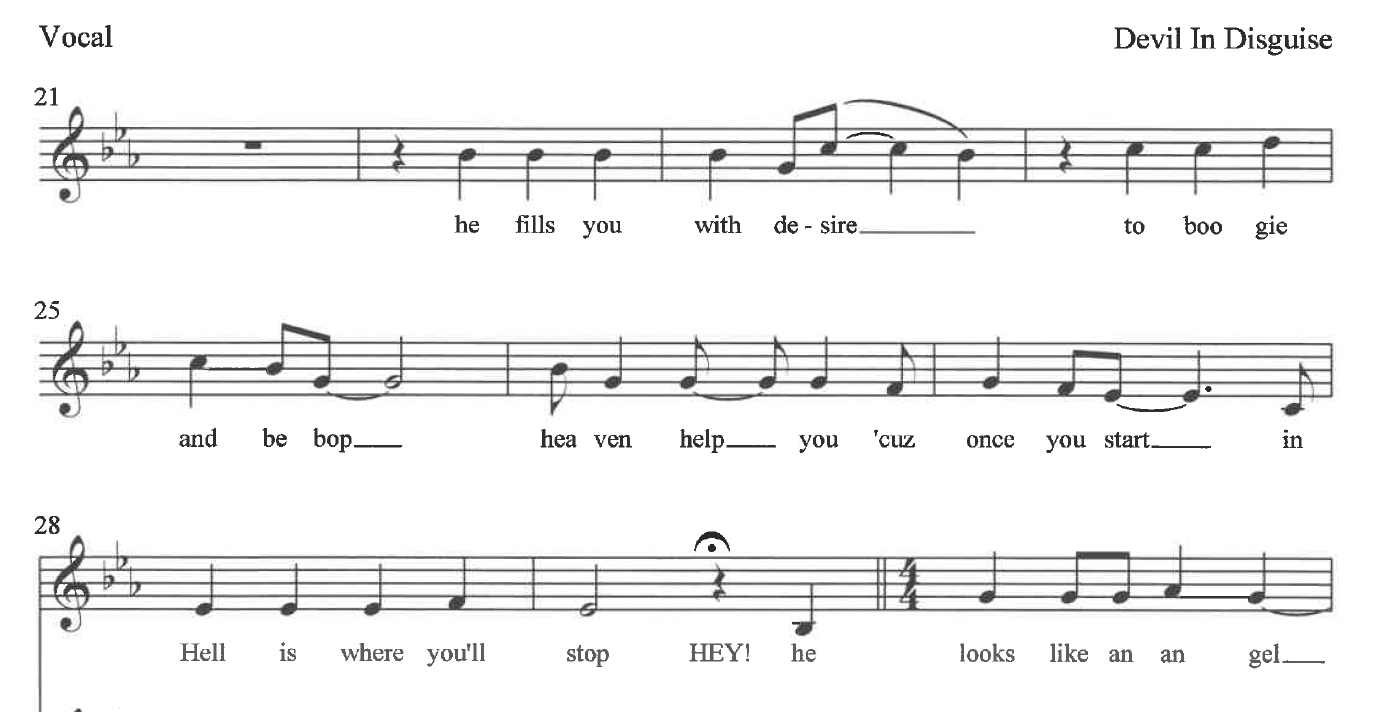 Vocal Devil In Disguise
21
he fills you with de - sire to boo gie
25
and be bop hea ven help you 'cuz once you start in
28
4
4
Hell is where you'll stop HEY! he looks like an an gel